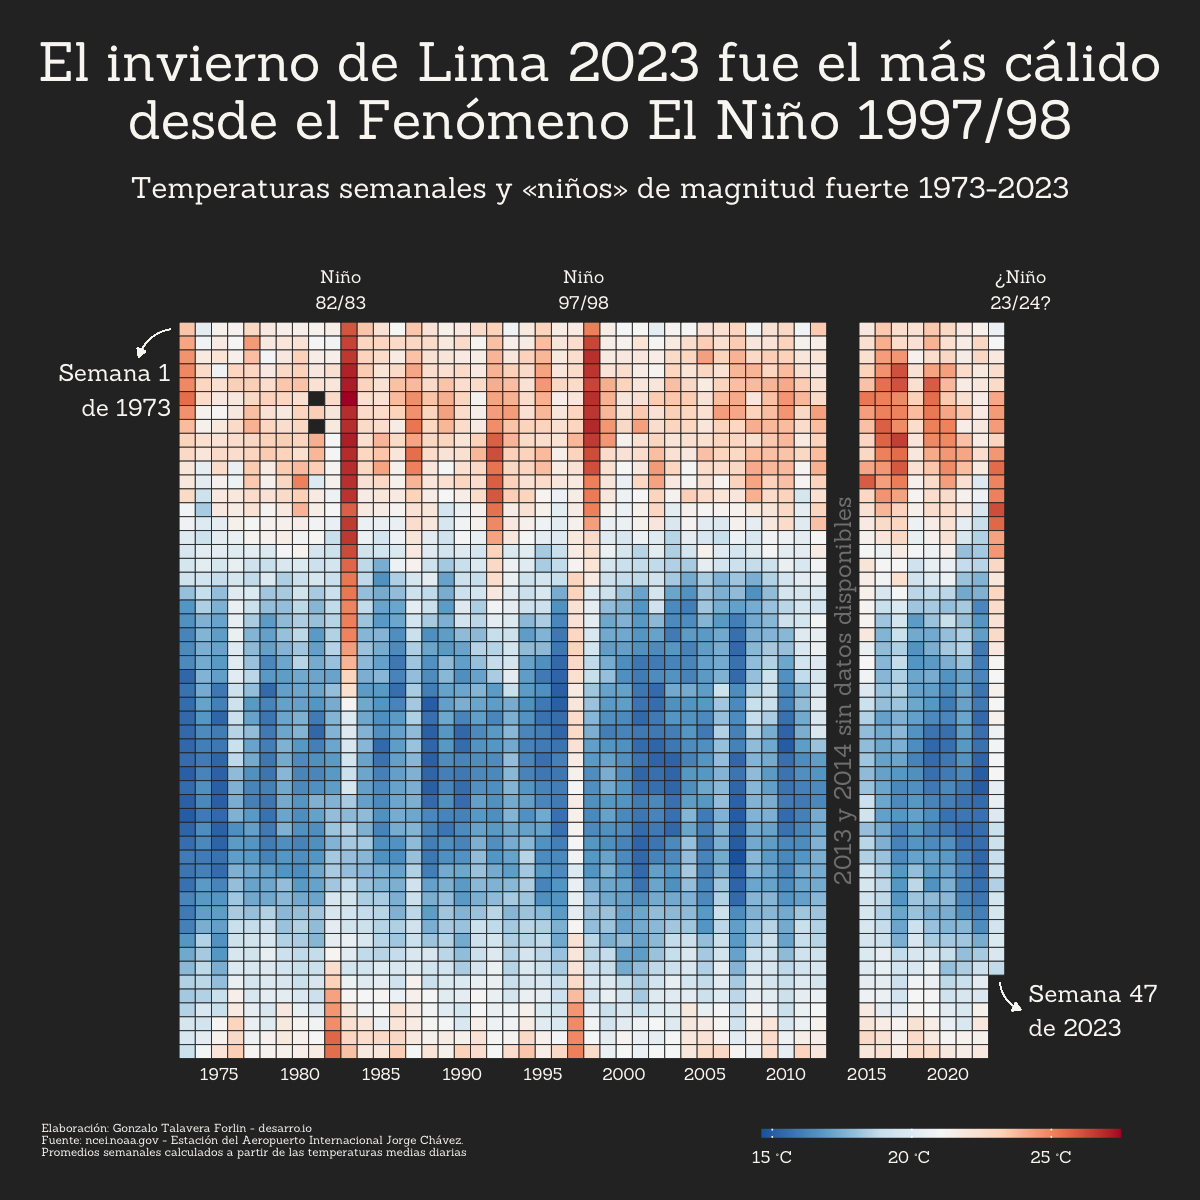 El invierno de Lima 2023 fue el más cálido
desde el Fenómeno El Niño 1997/98
Temperaturas semanales y «niños» de magnitud fuerte 1973-2023
Niño
82/83
Niño
97/98
¿Niño
23/24?
Semana 1
de 1973
2013 y 2014 sin datos disponibles
Semana 47
de 2023
1975 1980 1985 1990 1995 2000 2005 2010 2015 2020
Elaboración: Gonzalo Talavera Forlin - desarro.io
Fuente: ncei.noaa.gov - Estación del Aeropuerto Internacional Jorge Chávez.
Promedios semanales calculados a partir de las temperaturas medias diarias
15 °C 20 °C 25 °C